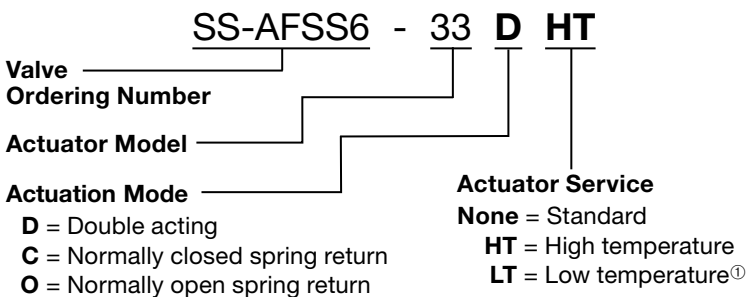 SS-AFSS6 - 33 D HT
Valve
Ordering Number
Actuator Model
Actuation Mode
D = Double acting
C = Normally closed spring return
O = Normally open spring return
Actuator Service
None = Standard
HT = High temperature
LT = Low temperature①